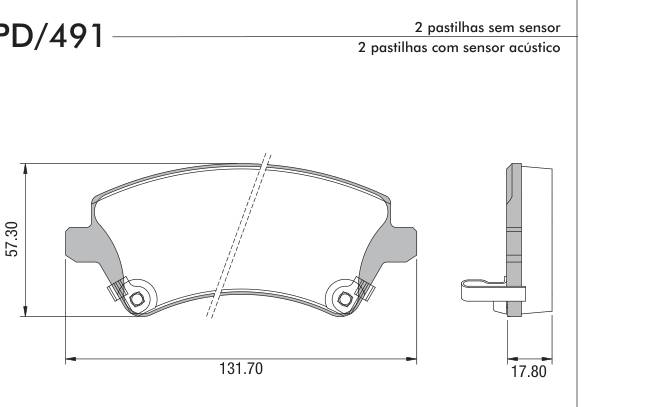 PD/491
2 pastilhas sem sensor
2 pastilhas com sensor acústico
57.30
131.70
17.80